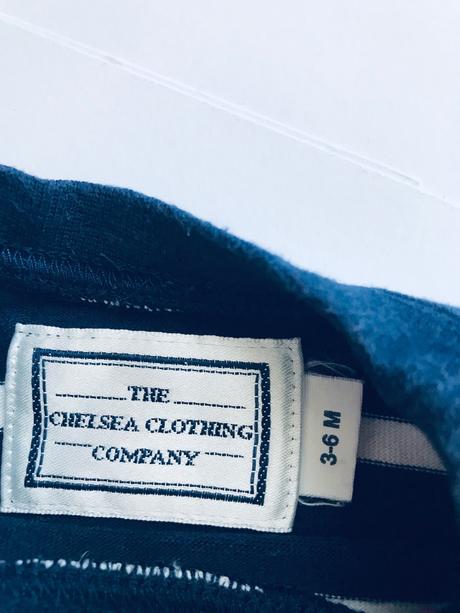 THE
CHELSEA CLOTHING
COMPANY
3-6 M